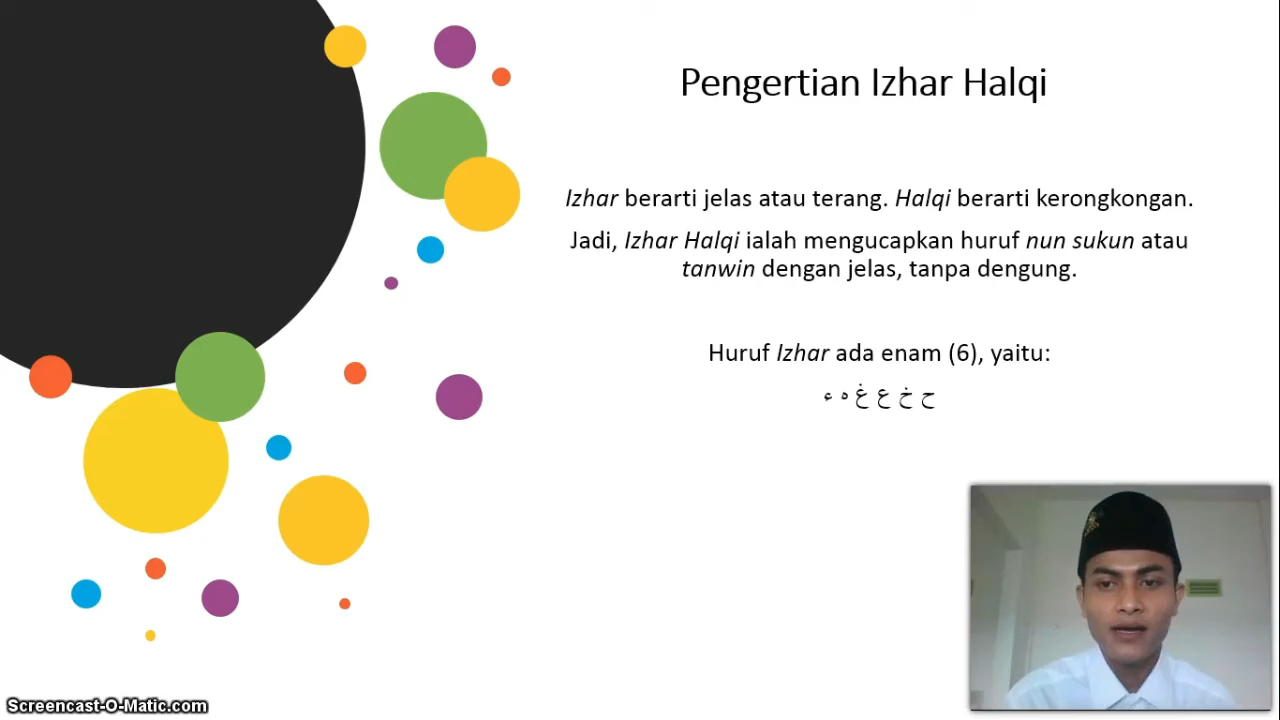 Pengertian Izhar Halqi
Izhar berarti jelas atau terang. Halqi berarti kerongkongan.
Jadi, Izhar Halqi ialah mengucapkan huruf nun sukun atau
tanwin dengan jelas, tanpa dengung.
Huruf Izhar ada enam (6), yaitu:
ح خ ع غ ه ء
Screencast-O-Matic.com